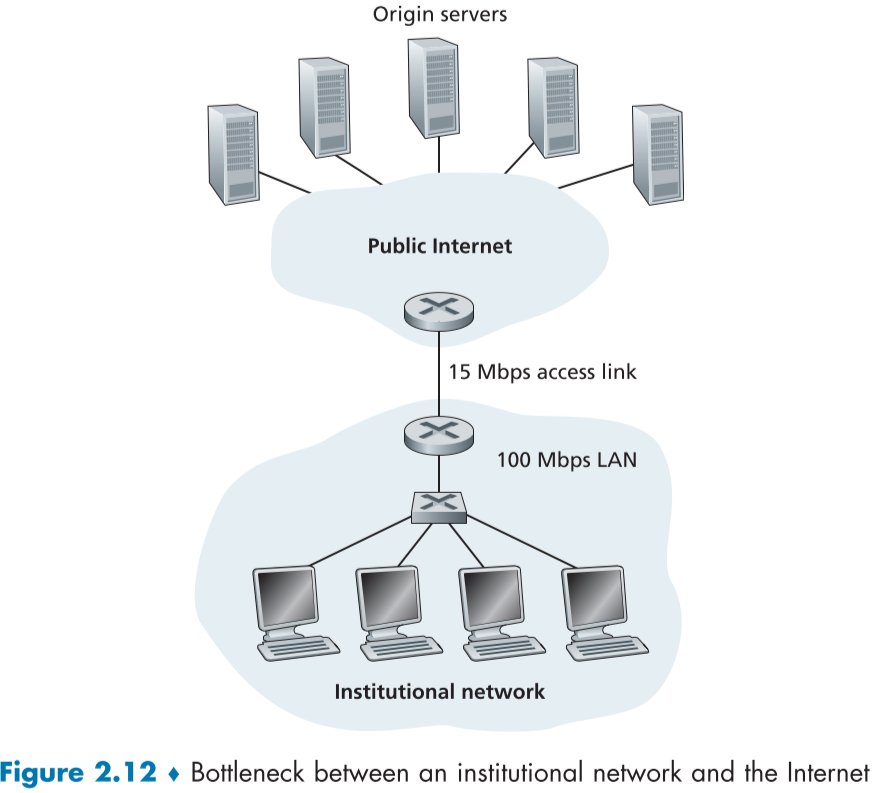 Origin servers
Public Internet
15 Mbps access link
100 Mbps LAN
Institutional network
Figure 2.12 ♦ Bottleneck between an institutional network and the Internet